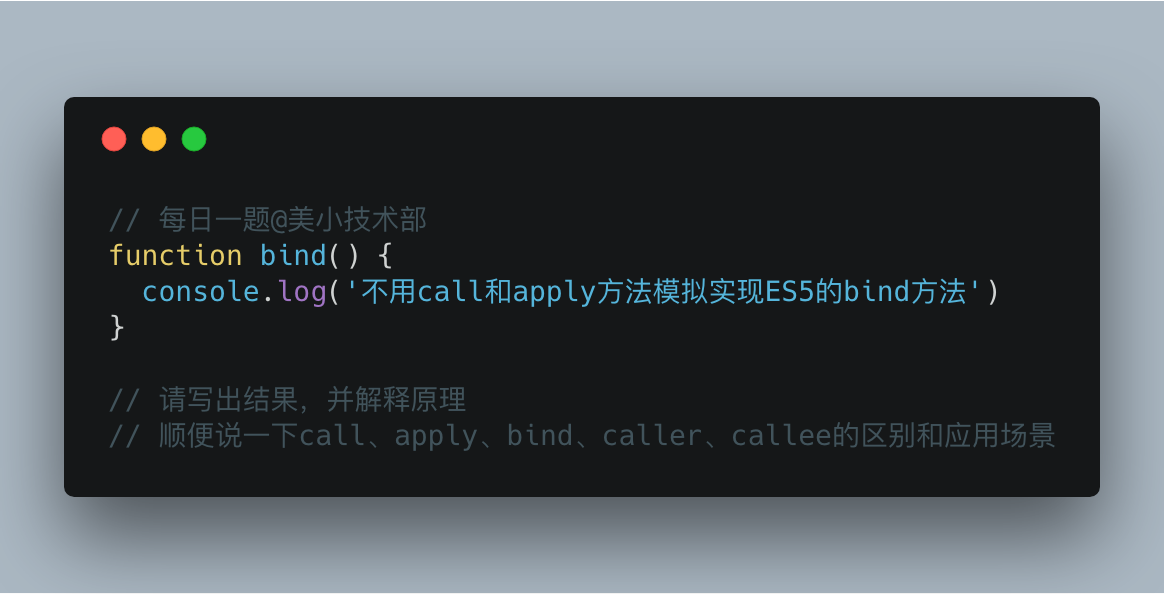 // 每日一题@美小技术部
function bind() {
  console.log('不用call和apply方法模拟实现ES5的bind方法')
}
// 请写出结果，并解释原理
// 顺便说一下call、apply、bind、caller、callee的区别和应用场景